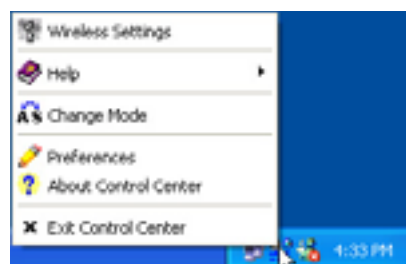 Wireless Settings
Help
Change Mode
Preferences
About Control Center
Exit Control Center
4:33 PM